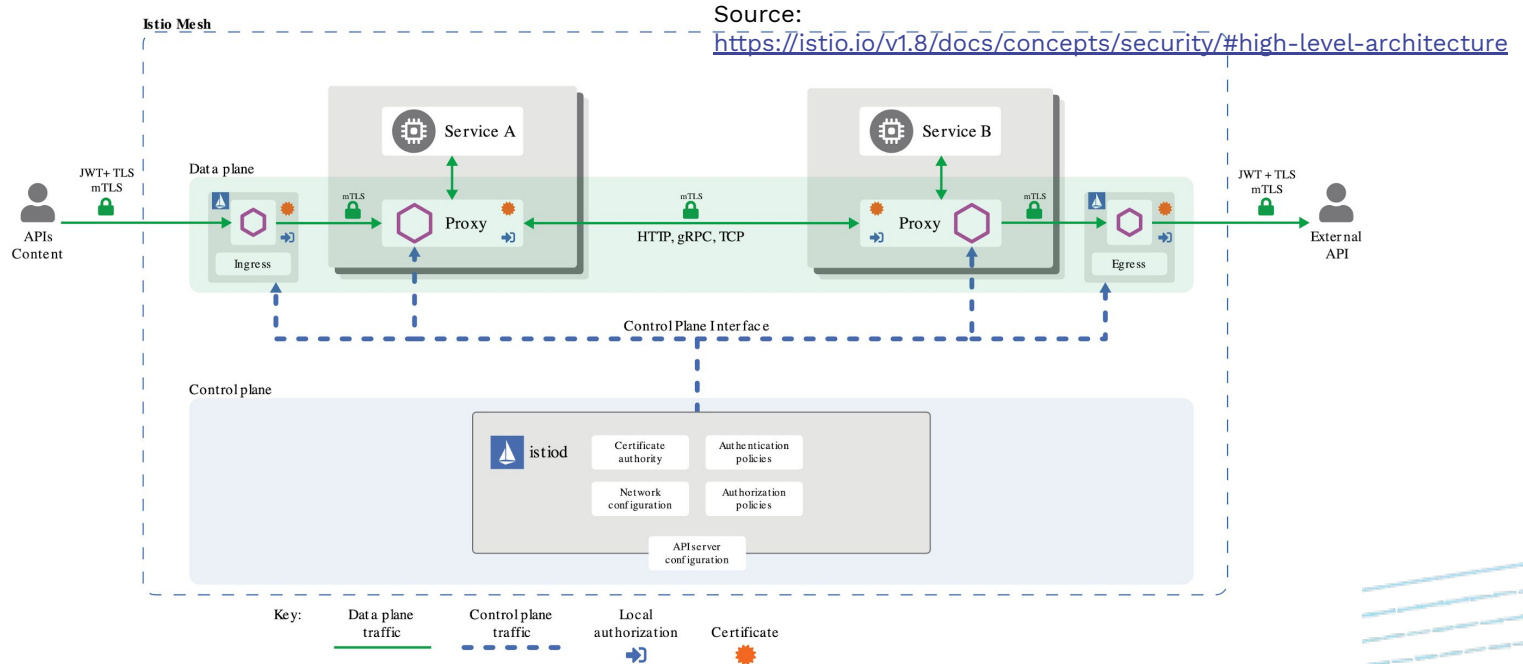 Source:
https://istio.io/v1.8/docs/concepts/security/#high-level-architecture
Istio Mesh
Service A
Service B
Data plane
JWT+ TLS
mTLS
APIs
Content
Ingress
mTLS
Proxy
mTLS
HTTP, gRPC, TCP
Proxy
mTLS
Egress
JWT + TLS
mTLS
External
API
Control Plane Interface
Control plane
istiod
Certificate
authority
Authentication
policies
Network
configuration
Authorization
policies
API server
configuration
Key:
Data plane
traffic
Control plane
traffic
Local
authorization
Certificate